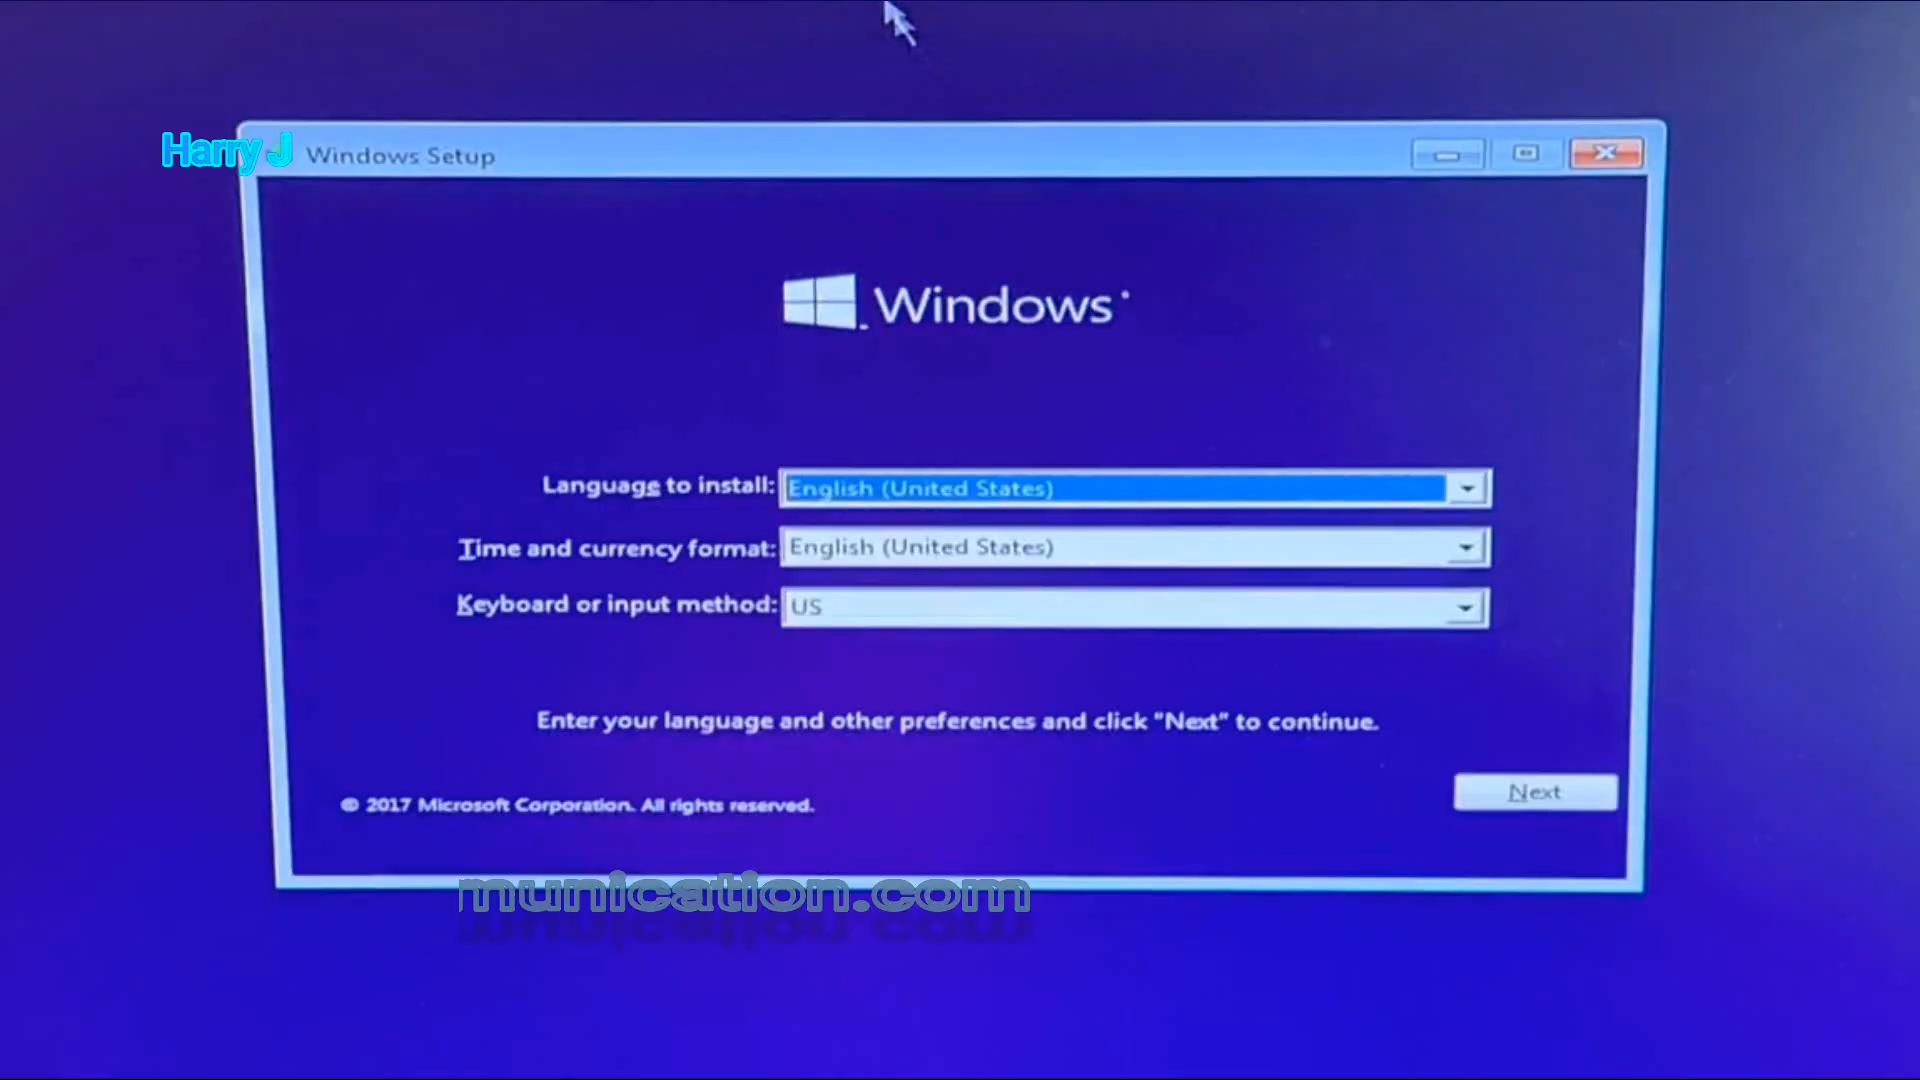 Harry J
Windows Setup
Windows
Language to install: English (United States)
Time and currency format: English (United States)
Keyboard or input method: US
Enter your language and other preferences and click "Next" to continue.
© 2017 Microsoft Corporation. All rights reserved.
Next
munication.com